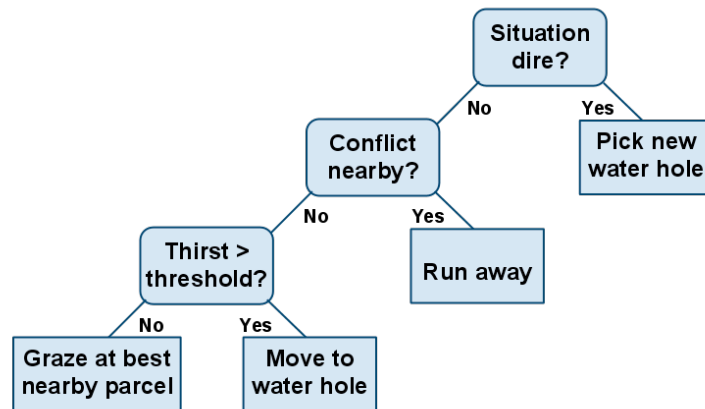 Situation
dire?
No
Yes
Conflict
nearby?
Pick new
water hole
No
Yes
Thirst >
threshold?
Run away
No
Yes
Graze at best
nearby parcel
Move to
water hole